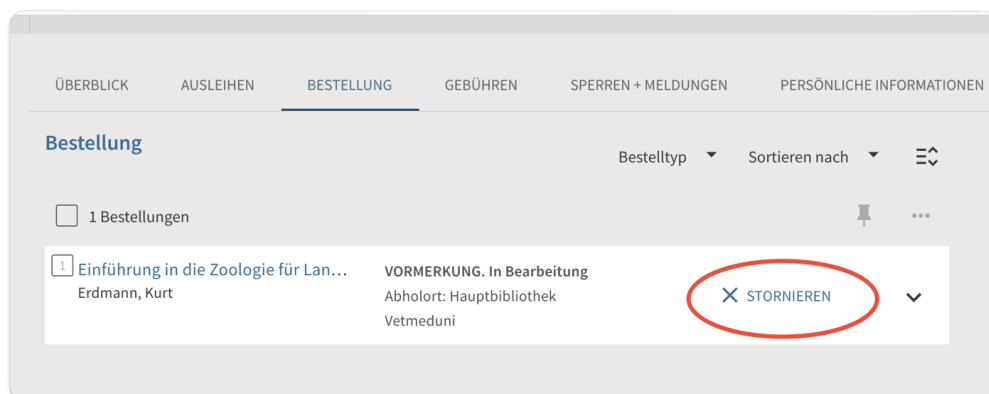 ÜBERBLICK AUSLEIHEN BESTELLUNG GEBÜHREN SPERREN + MELDUNGEN PERSÖNLICHE INFORMATIONEN
Bestellung
Bestelltyp Sortieren nach
1 Bestellungen
1 Einführung in die Zoologie für Lan...
Erdmann, Kurt
VORMERKUNG. In Bearbeitung
Abholort: Hauptbibliothek
Vetmeduni
STORNIEREN